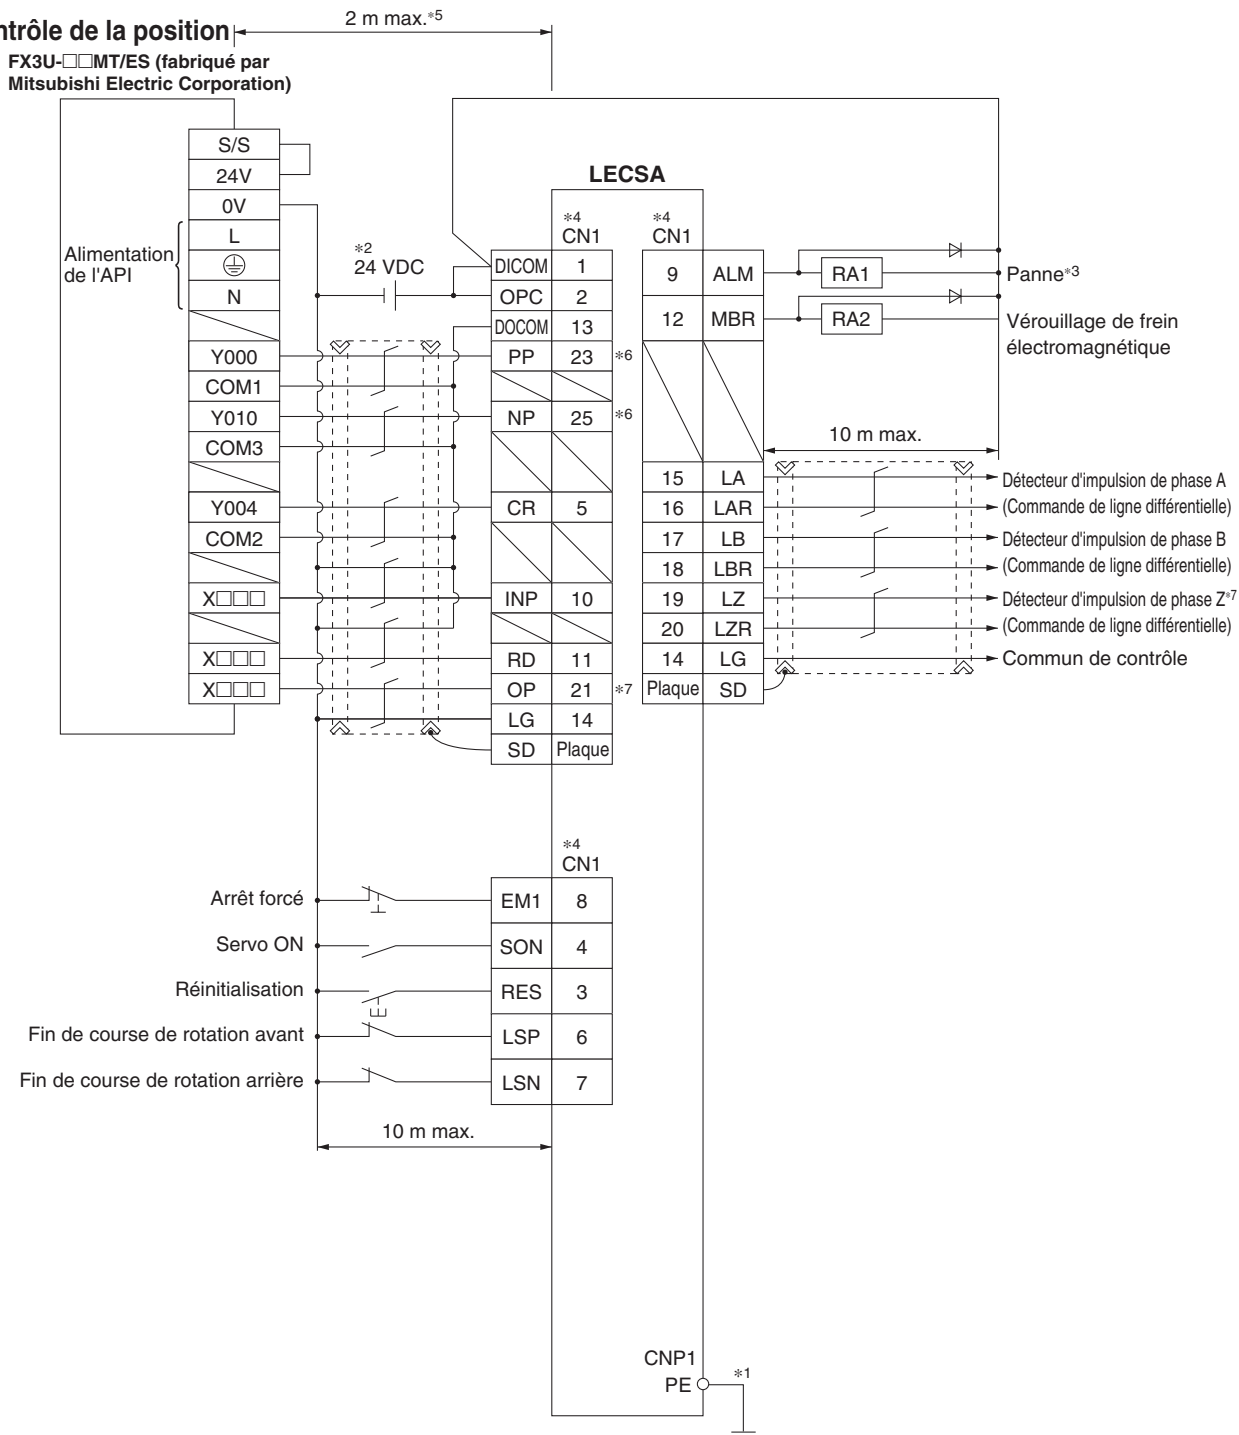 ntrôle de la position
2 m max.*5
FX3U-□□MT/ES (fabriqué par
Mitsubishi Electric Corporation)
S/S
24V
0V
L
N
Alimentation
de l'API
Y000
COM1
Y010
COM3
Y004
COM2
X□□□
X□□□
X□□□
*2
24 VDC
LECSA
*4
CN1
DICOM 1
OPC 2
DOCOM 13
PP 23 *6
NP 25 *6
CR 5
INP 10
RD 11
OP 21 *7
LG 14
SD Plaque
*4
CN1
9 ALM RA1 Panne*3
12 MBR RA2 Vérouillage de frein
électromagnétique
10 m max.
15 LA Détecteur d'impulsion de phase A
16 LAR (Commande de ligne différentielle)
17 LB Détecteur d'impulsion de phase B
18 LBR (Commande de ligne différentielle)
19 LZ Détecteur d'impulsion de phase Z*7
20 LZR (Commande de ligne différentielle)
14 LG Commun de contrôle
Plaque SD
*4
CN1
Arrêt forcé EM1 8
Servo ON SON 4
Réinitialisation RES 3
Fin de course de rotation avant LSP 6
Fin de course de rotation arrière LSN 7
10 m max.
CNP1
PE *1